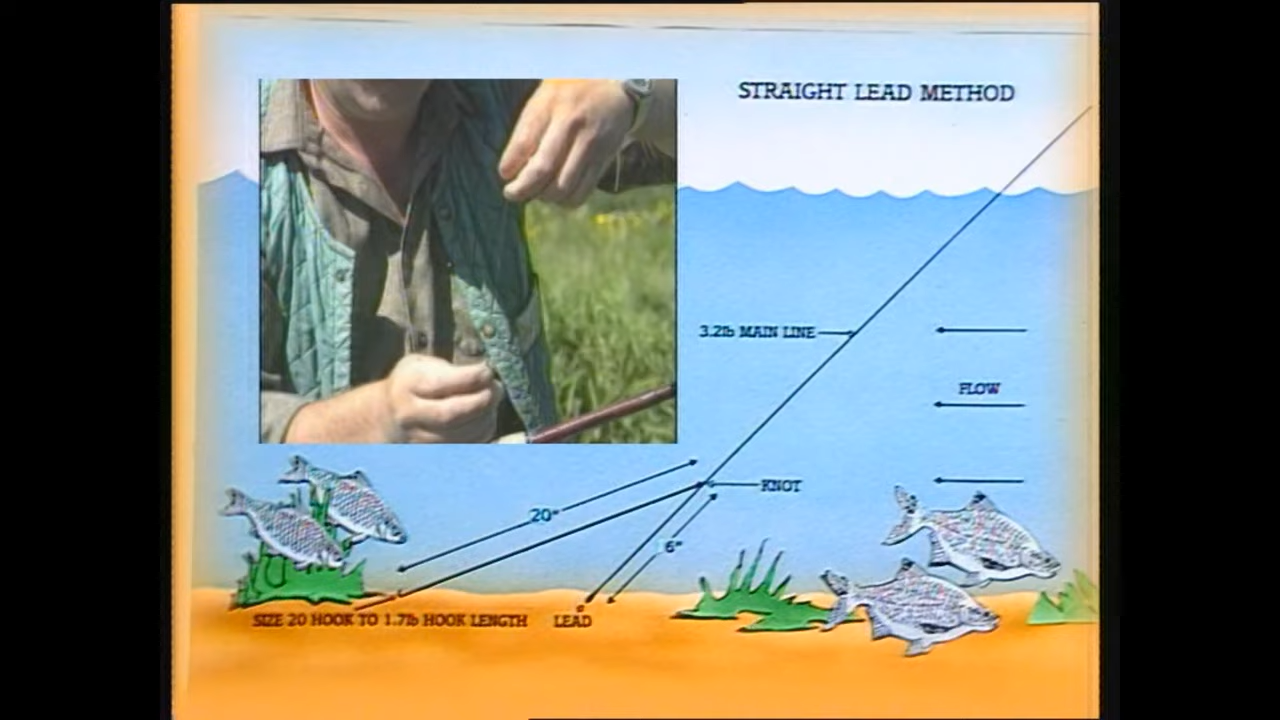 STRAIGHT LEAD METHOD
3.2lb MAIN LINE
FLOW
KNOT
20"
6"
SIZE 20 HOOK TO 1.7lb HOOK LENGTH
LEAD